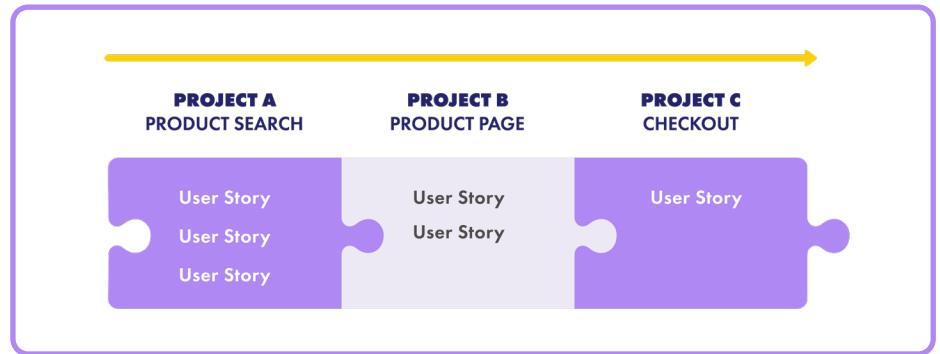 PROJECT A
PRODUCT SEARCH
User Story
User Story
User Story
PROJECT B
PRODUCT PAGE
User Story
User Story
PROJECT C
CHECKOUT
User Story